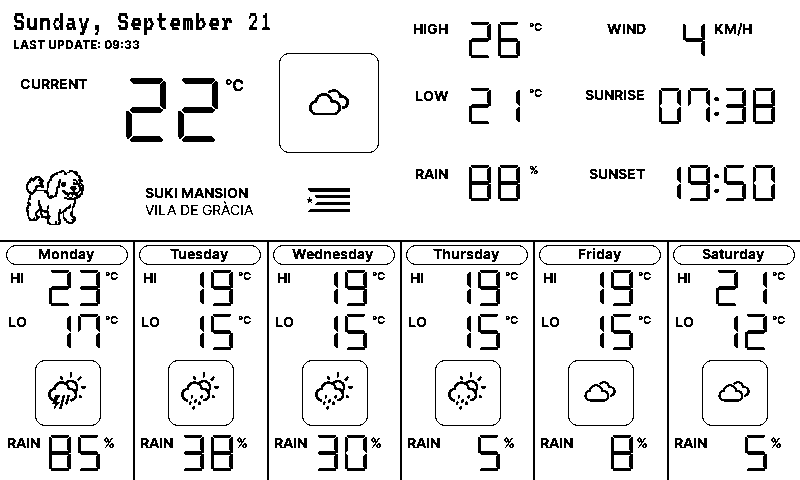 Sunday, September 21
LAST UPDATE: 09:33
CURRENT 22 °C
HIGH 26 °C
WIND 4 KM/H
LOW 21 °C
SUNRISE 07:38
RAIN 88 %
SUNSET 19:50
SUKI MANSION
VILA DE GRÀCIA
Monday
HI 23 °C
LO 17 °C
RAIN 85 %
Tuesday
HI 19 °C
LO 15 °C
RAIN 38 %
Wednesday
HI 19 °C
LO 15 °C
RAIN 30 %
Thursday
HI 19 °C
LO 15 °C
RAIN 5 %
Friday
HI 19 °C
LO 15 °C
RAIN 8 %
Saturday
HI 21 °C
LO 12 °C
RAIN 5 %